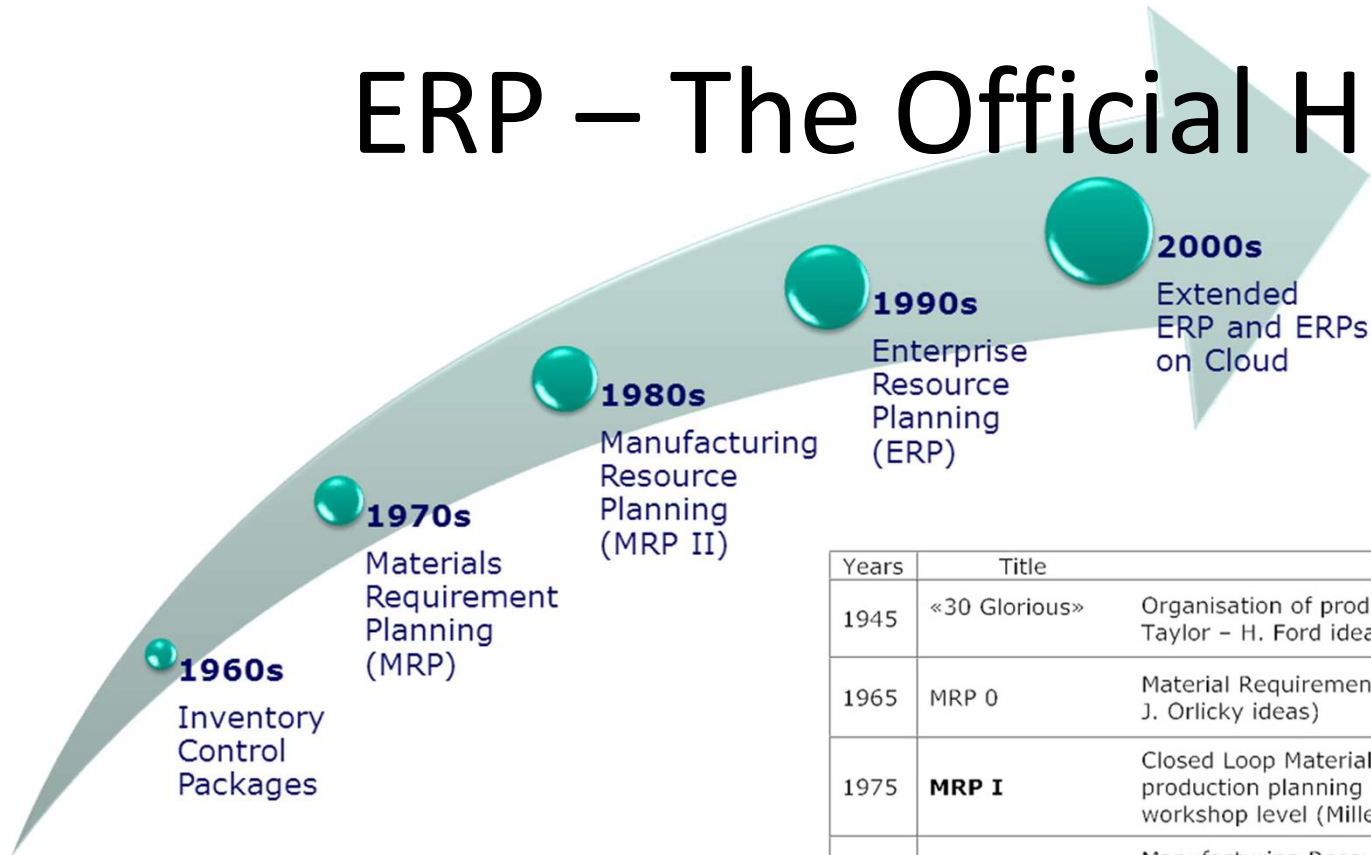 ERP – The Official H
2000s
Extended
ERP and ERPs
on Cloud
1990s
Enterprise
Resource
Planning
(ERP)
1980s
Manufacturing
Resource
Planning
(MRP II)
1970s
Materials
Requirement
Planning
(MRP)
1960s
Inventory
Control
Packages
Years Title
1945 «30 Glorious» Organisation of prod
Taylor – H. Ford idea
1965 MRP 0 Material Requiremen
J. Orlicky ideas)
1975 MRP I Closed Loop Material
production planning
workshop level (Mille